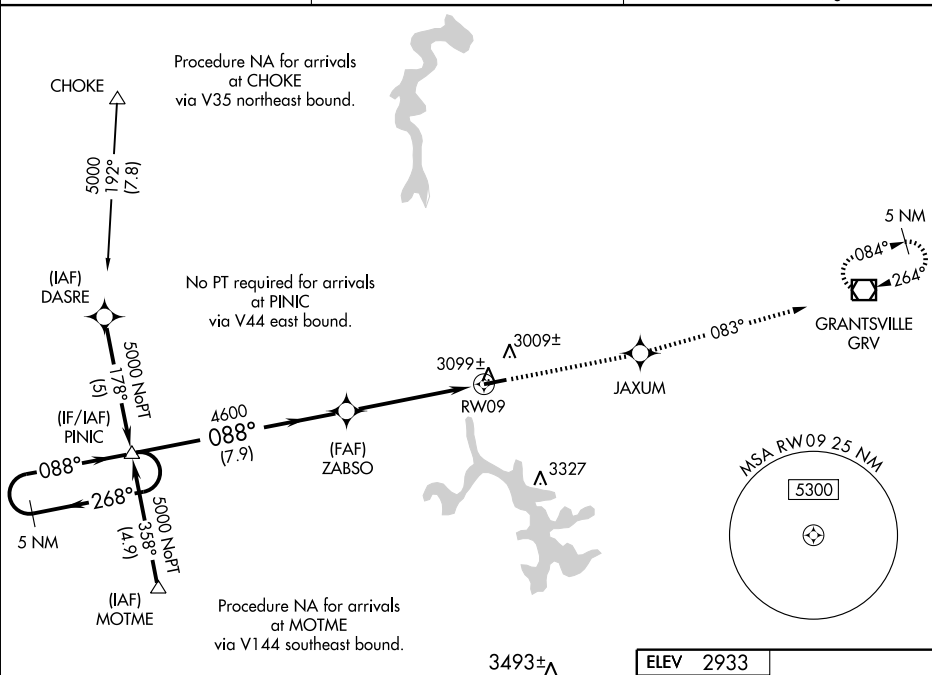 Procedure NA for arrivals
at CHOKE
via V35 northeast bound.
CHOKE
5000
192°
(7.8)
5 NM
084°
264°
GRANTSVILLE
GRV
(IAF)
DASRE
No PT required for arrivals
at PINIC
via V44 east bound.
083°
3009±
3099±
RW09
JAXUM
5000 NoPT
178°
(5)
(IF/IAF)
PINIC
4600
088°
(7.9)
(FAF)
ZABSO
088°
268°
5 NM
3327
MSA RW09 25 NM
5300
5000 NoPT
358°
(4.9)
(IAF)
MOTME
Procedure NA for arrivals
at MOTME
via V144 southeast bound.
3493±
ELEV 2933